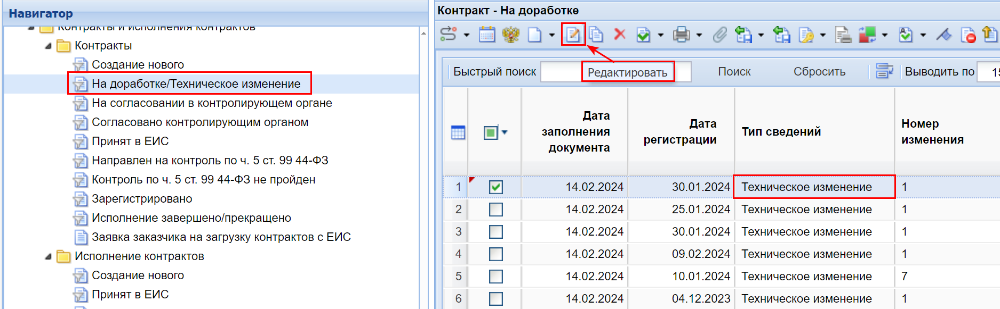 Навигатор
Контракты и исполнения контрактов
Контракты
Создание нового
На доработке/Техническое изменение
На согласовании в контролирующем органе
Согласовано контролирующим органом
Принят в ЕИС
Направлен на контроль по ч. 5 ст. 99 44-ФЗ
Контроль по ч. 5 ст. 99 44-ФЗ не пройден
Зарегистрировано
Исполнение завершено/прекращено
Заявка заказчика на загрузку контрактов с ЕИС
Исполнение контрактов
Создание нового
Принят в ЕИС
Контракт - На доработке
Быстрый поиск Редактировать Поиск Сбросить Выводить по 15
Дата заполнения документа Дата регистрации Тип сведений Номер изменения
1 14.02.2024 30.01.2024 Техническое изменение 1
2 14.02.2024 25.01.2024 Техническое изменение 1
3 14.02.2024 30.01.2024 Техническое изменение 1
4 14.02.2024 09.02.2024 Техническое изменение 1
5 14.02.2024 10.01.2024 Техническое изменение 7
6 14.02.2024 04.12.2023 Техническое изменение 1